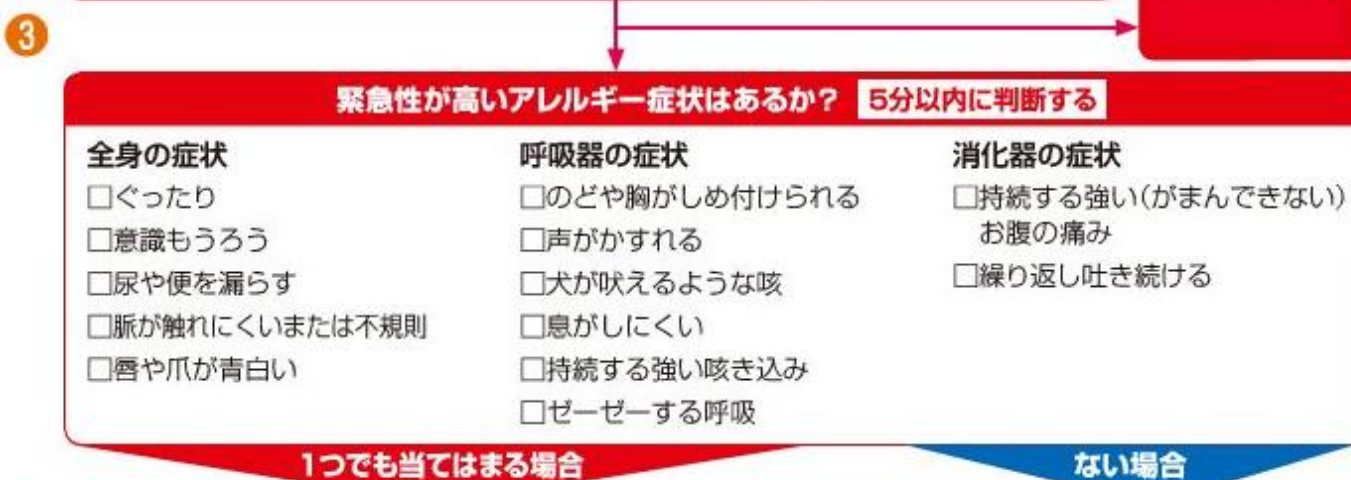 3
緊急性が高いアレルギー症状はあるか? 5分以内に判断する
全身の症状
□ぐったり
□意識もうろう
□尿や便を漏らす
□脈が触れにくいまたは不規則
□唇や爪が青白い
呼吸器の症状
□のどや胸がしめ付けられる
□声がかすれる
□犬が吠えるような咳
□息がしにくい
□持続する強い咳き込み
□ゼーゼーする呼吸
消化器の症状
□持続する強い(がまんできない)
お腹の痛み
□繰り返し吐き続ける
1つでも当てはまる場合
ない場合